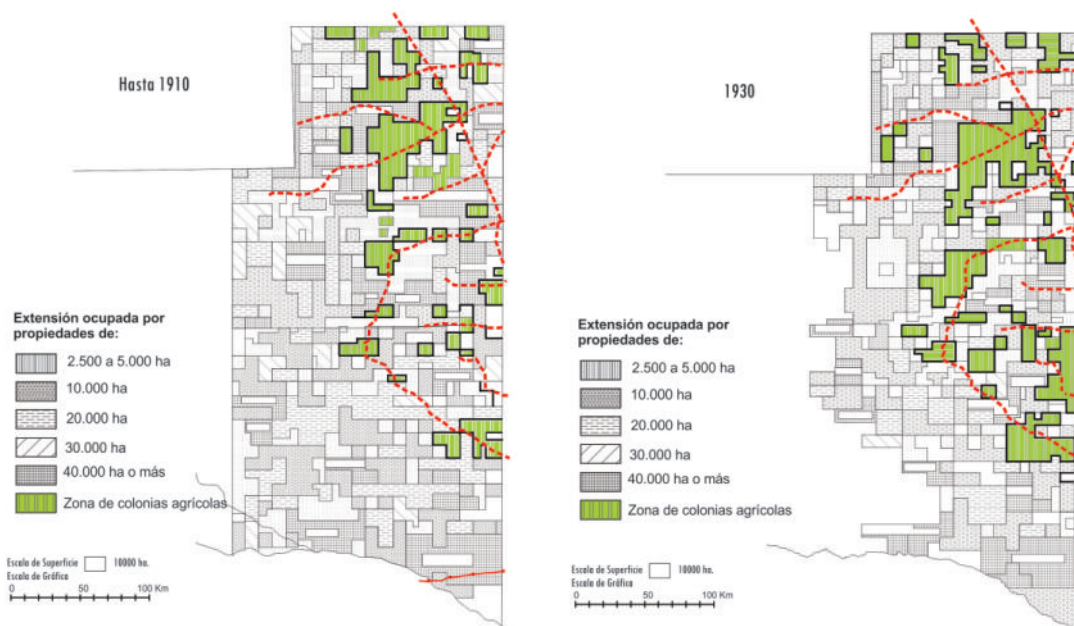 Hasta 1910
Extensión ocupada por
propiedades de:
2.500 a 5.000 ha
10.000 ha
20.000 ha
30.000 ha
40.000 ha o más
Zona de colonias agrícolas
Escala de Superficie 10000 ha.
Escala de Gráfica
0 50 100 Km
1930
Extensión ocupada por
propiedades de:
2.500 a 5.000 ha
10.000 ha
20.000 ha
30.000 ha
40.000 ha o más
Zona de colonias agrícolas
Escala de Superficie 10000 ha.
Escala de Gráfica
0 50 100 Km